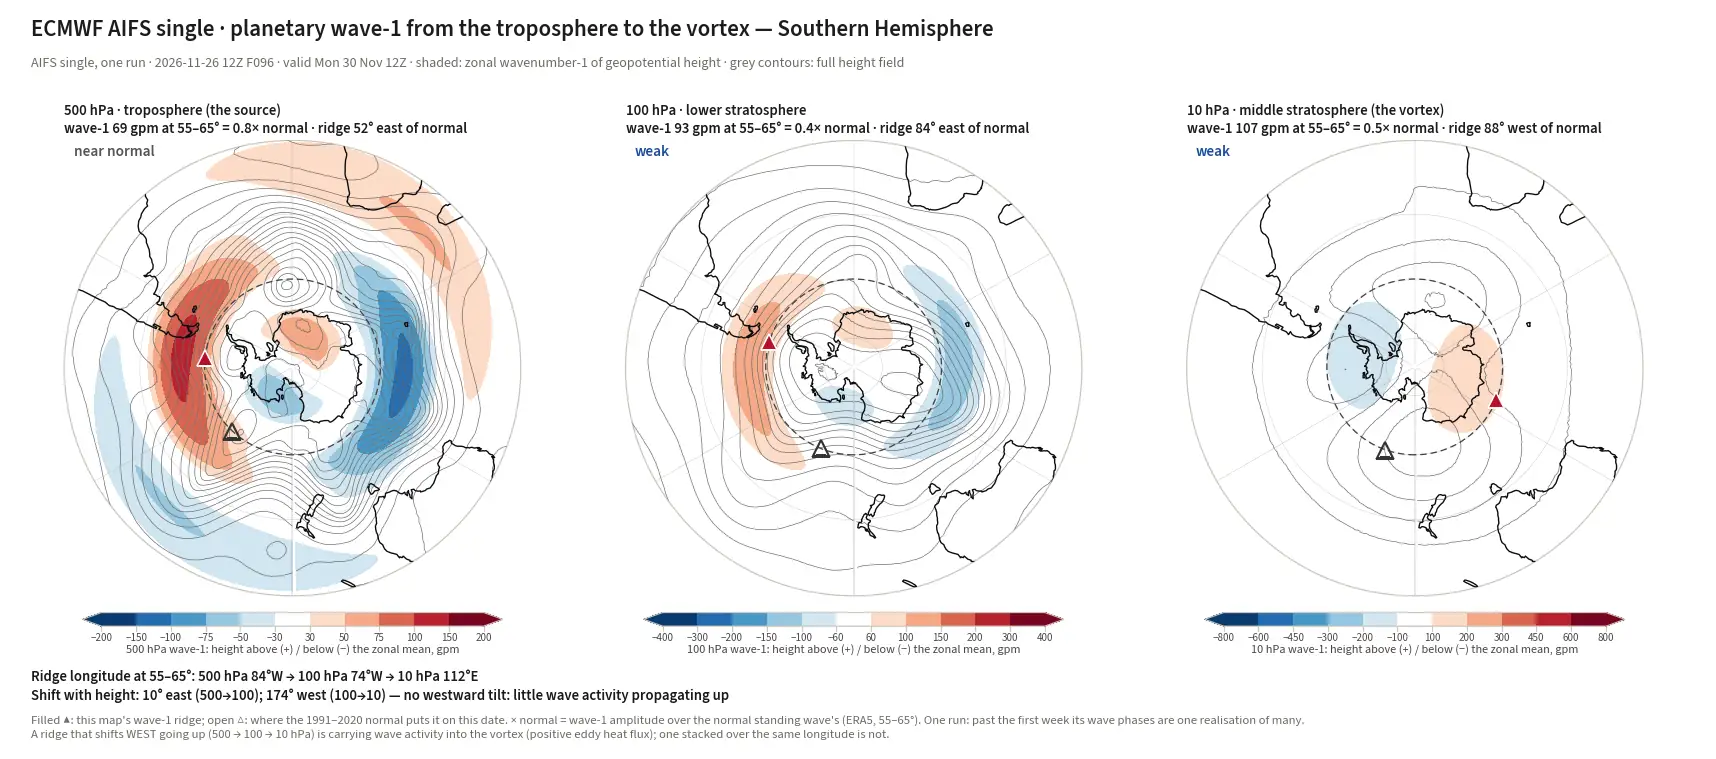 ECMWF AIFS single · planetary wave-1 from the troposphere to the vortex — Southern Hemisphere
AIFS single, one run · 2026-11-26 12Z F096 · valid Mon 30 Nov 12Z · shaded: zonal wavenumber-1 of geopotential height · grey contours: full height field
500 hPa · troposphere (the source)
wave-1 69 gpm at 55–65° = 0.8× normal · ridge 52° east of normal
near normal
100 hPa · lower stratosphere
wave-1 93 gpm at 55–65° = 0.4× normal · ridge 84° east of normal
weak
10 hPa · middle stratosphere (the vortex)
wave-1 107 gpm at 55–65° = 0.5× normal · ridge 88° west of normal
weak
−200 −150 −100 −75 −50 −30 30 50 75 100 150 200
500 hPa wave-1: height above (+) / below (−) the zonal mean, gpm
−400 −300 −200 −150 −100 −60 60 100 150 200 300 400
100 hPa wave-1: height above (+) / below (−) the zonal mean, gpm
−800 −600 −450 −300 −200 −100 100 200 300 450 600 800
10 hPa wave-1: height above (+) / below (−) the zonal mean, gpm
Ridge longitude at 55–65°: 500 hPa 84°W → 100 hPa 74°W → 10 hPa 112°E
Shift with height: 10° east (500→100); 174° west (100→10) — no westward tilt: little wave activity propagating up
Filled ▲: this map's wave-1 ridge; open △: where the 1991–2020 normal puts it on this date. × normal = wave-1 amplitude over the normal standing wave's (ERA5, 55–65°). One run: past the first week its wave phases are one realisation of many.
A ridge that shifts WEST going up (500 → 100 → 10 hPa) is carrying wave activity into the vortex (positive eddy heat flux); one stacked over the same longitude is not.